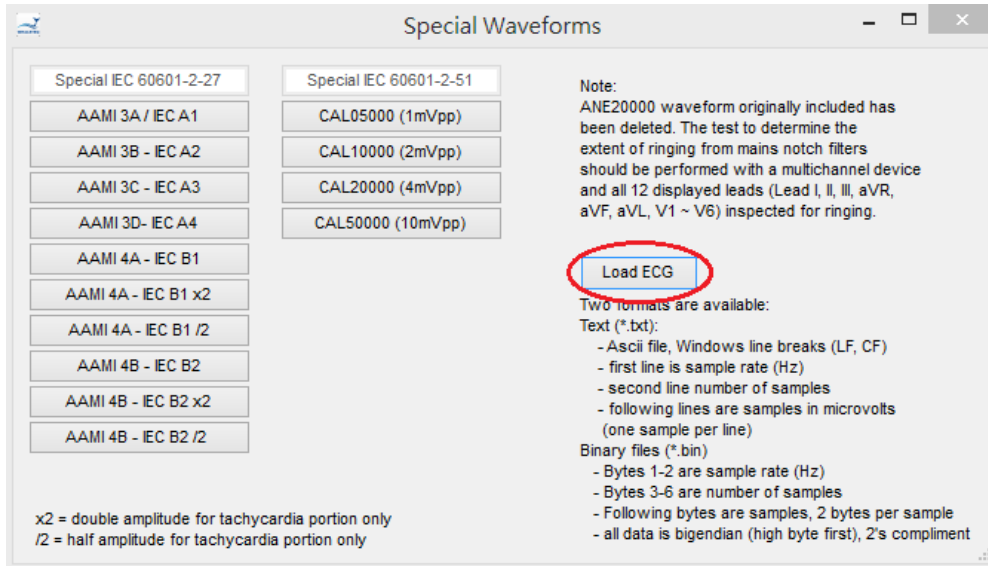 Special Waveforms
Special IEC 60601-2-27
AAMI 3A / IEC A1
AAMI 3B - IEC A2
AAMI 3C - IEC A3
AAMI 3D- IEC A4
AAMI 4A - IEC B1
AAMI 4A - IEC B1 x2
AAMI 4A - IEC B1 /2
AAMI 4B - IEC B2
AAMI 4B - IEC B2 x2
AAMI 4B - IEC B2 /2
x2 = double amplitude for tachycardia portion only
/2 = half amplitude for tachycardia portion only
Special IEC 60601-2-51
CAL05000 (1mVpp)
CAL10000 (2mVpp)
CAL20000 (4mVpp)
CAL50000 (10mVpp)
Note:
ANE20000 waveform originally included has
been deleted. The test to determine the
extent of ringing from mains notch filters
should be performed with a multichannel device
and all 12 displayed leads (Lead I, II, III, aVR,
aVF, aVL, V1 ~ V6) inspected for ringing.
Load ECG
Two formats are available:
Text (*.txt):
- Ascii file, Windows line breaks (LF, CF)
- first line is sample rate (Hz)
- second line number of samples
- following lines are samples in microvolts
(one sample per line)
Binary files (*.bin)
- Bytes 1-2 are sample rate (Hz)
- Bytes 3-6 are number of samples
- Following bytes are samples, 2 bytes per sample
- all data is bigendian (high byte first), 2's compliment